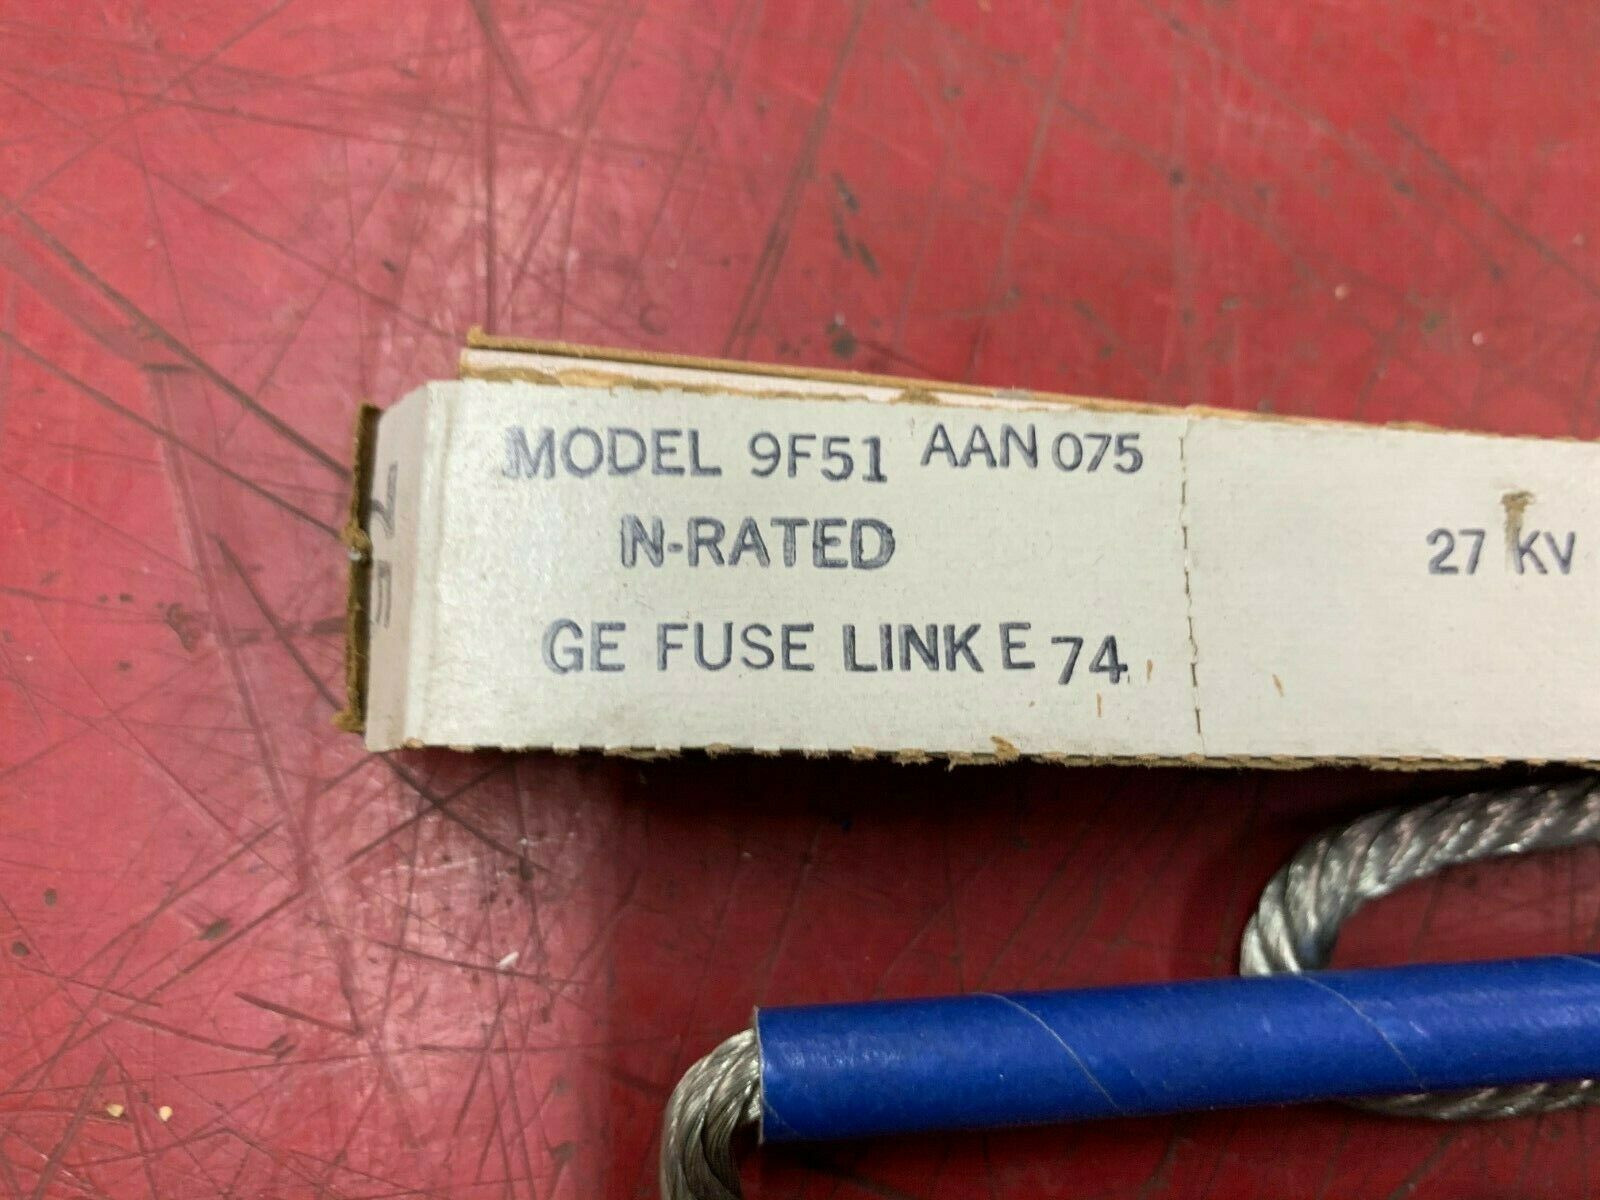 MODEL 9F51 AAN 075
N-RATED
27 KV
GE FUSE LINK E 74